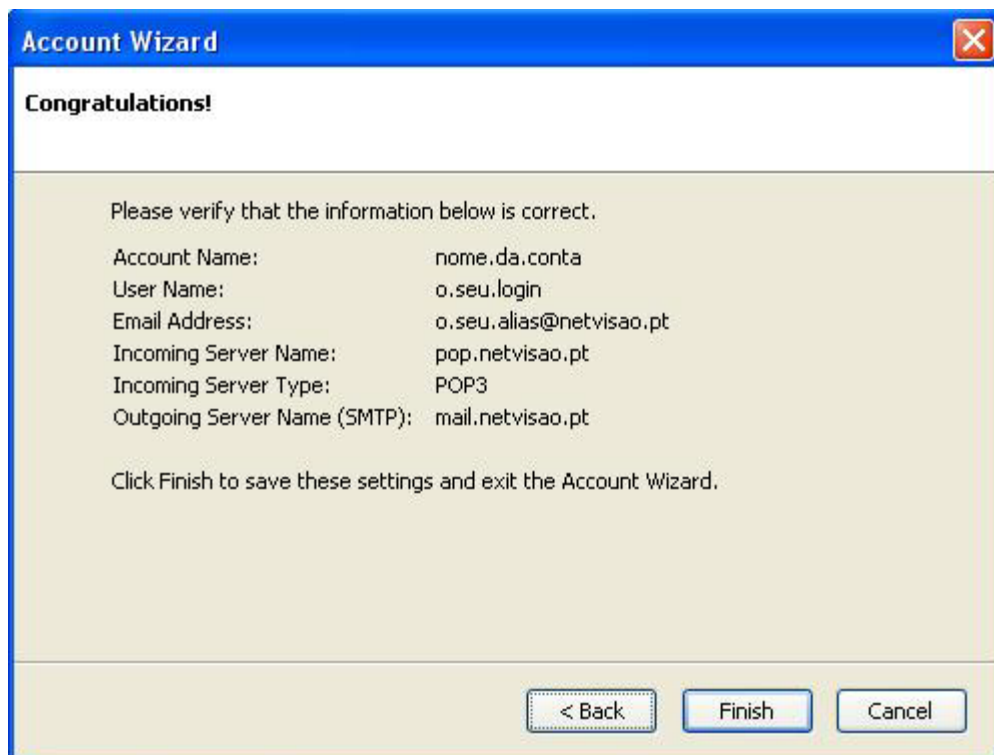 Account Wizard
Congratulations!
Please verify that the information below is correct.
Account Name: nome.da.conta
User Name: o.seu.login
Email Address: o.seu.alias@netvisao.pt
Incoming Server Name: pop.netvisao.pt
Incoming Server Type: POP3
Outgoing Server Name (SMTP): mail.netvisao.pt
Click Finish to save these settings and exit the Account Wizard.
< Back Finish Cancel